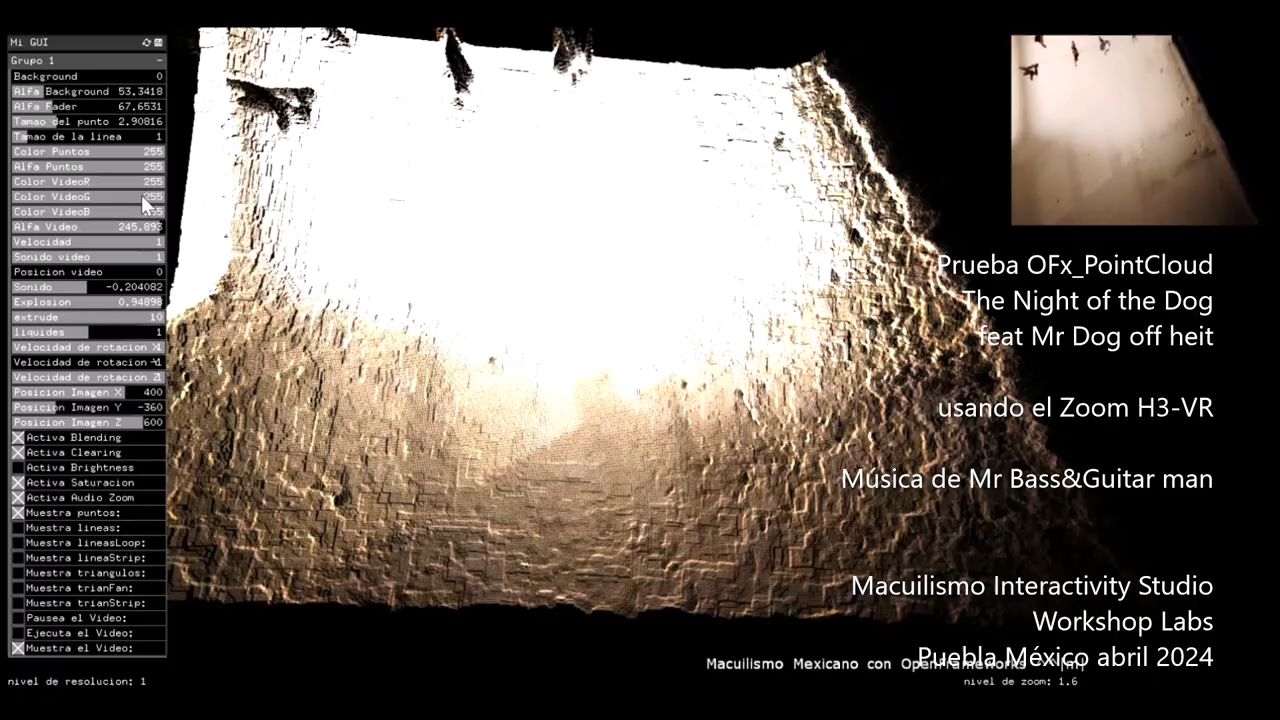 Mi GUI
Grupo 1 -
Background 0
Alfa Background 53.3418
Alfa Fader 67.6531
Tamao del punto 2.90816
Tamao de la linea 1
Color Puntos 255
Alfa Puntos 255
Color VideoR 255
Color VideoG 255
Color VideoB
Alfa Video 245.893
Velocidad 1
Sonido video 1
Posicion video 0
Sonido -0.204082
Explosion 0.94898
extrude 10
liquides 1
Velocidad de rotacion
Velocidad de rotacion
Velocidad de rotacion
Posicion Imagen X 400
Posicion Imagen Y -360
Posicion Imagen Z 600
Activa Blending
Activa Clearing
Activa Brightness
Activa Saturacion
Activa Audio Zoom
Muestra puntos:
Muestra lineas:
Muestra lineasLoop:
Muestra lineaStrip:
Muestra triangulos:
Muestra trianFan:
Muestra trianStrip:
Pausea el Video:
Ejecuta el Video:
Muestra el Video:
nivel de resolucion: 1
Prueba OFx_PointCloud
The Night of the Dog
feat Mr Dog off heit
usando el Zoom H3-VR
Música de Mr Bass&Guitar man
Macuilismo Interactivity Studio
Workshop Labs
Puebla México abril 2024
Macuilismo Mexicano con OpenFrameworks
nivel de zoom: 1.6